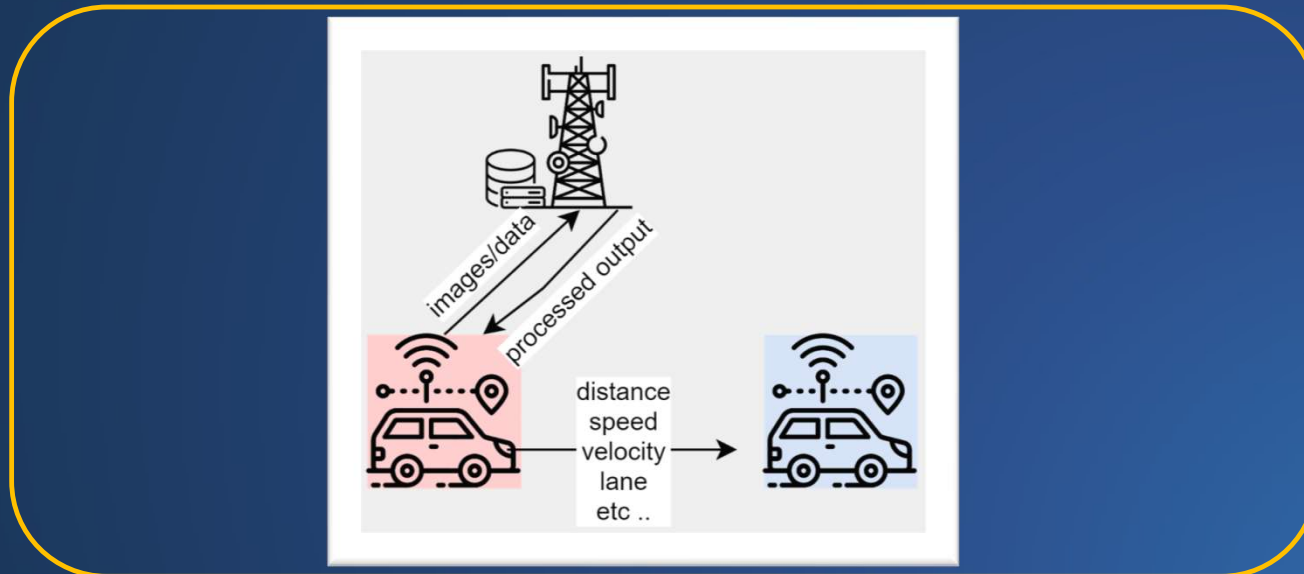 images/data
processed output
distance
speed
velocity
lane
etc ..